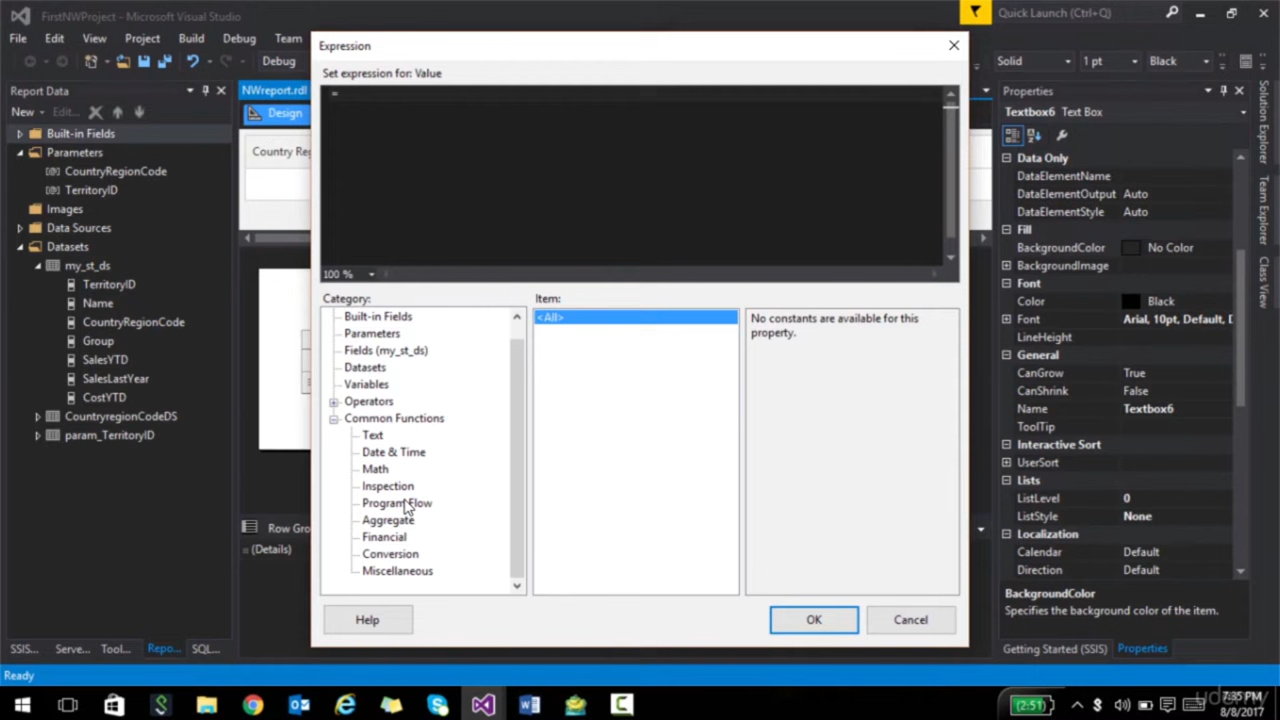 FirstNWProject - Microsoft Visual Studio
Quick Launch (Ctrl+Q)
File Edit View Project Build Debug Team
Debug
Solid 1 pt Black
Report Data
New Edit...
Built-in Fields
Parameters
CountryRegionCode
TerritoryID
Images
Data Sources
Datasets
my_st_ds
TerritoryID
Name
CountryRegionCode
Group
SalesYTD
SalesLastYear
CostYTD
CountryregionCodeDS
param_TerritoryID
SSIS... Serve... Tool... Repo... SQL...
NWreport.rdl
Design
Country Reg
Row Gro
(Details)
Expression
Set expression for: Value
=
100 %
Category:
Built-in Fields
Parameters
Fields (my_st_ds)
Datasets
Variables
Operators
Common Functions
Text
Date & Time
Math
Inspection
Program Flow
Aggregate
Financial
Conversion
Miscellaneous
Item:
<All>
No constants are available for this
property.
Help
OK
Cancel
Properties
Textbox6 Text Box
Data Only
DataElementName
DataElementOutput Auto
DataElementStyle Auto
Fill
BackgroundColor No Color
BackgroundImage
Font
Color Black
Font Arial, 10pt, Default, D
LineHeight
General
CanGrow True
CanShrink False
Name Textbox6
ToolTip
Interactive Sort
UserSort
Lists
ListLevel 0
ListStyle None
Localization
Calendar Default
Direction Default
BackgroundColor
Specifies the background color of the item.
Getting Started (SSIS) Properties
Solution Explorer
Team Explorer
Class View
Ready
(2:51)
7:35 PM
8/8/2017
udemy